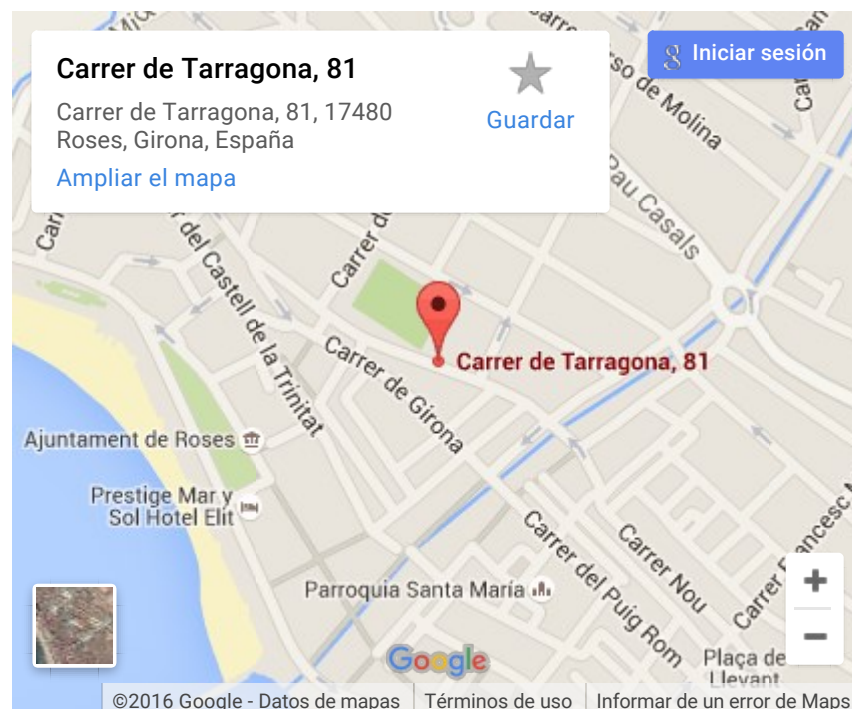 Carrer de Tarragona, 81
Carrer de Tarragona, 81, 17480
Roses, Girona, España
Ampliar el mapa
Guardar
Iniciar sesión
so de Molina
Pau Casals
del Castell de la Trinitat
Carrer de
Carrer de Tarragona, 81
Carrer de Girona
Ajuntament de Roses
Prestige Mar y
Sol Hotel Elit
Carrer del Puig Rom
Carrer Nou
Carrer Francesc
Parroquia Santa María
Plaça de
Llevant
Google
+
−
©2016 Google - Datos de mapas
Términos de uso
Informar de un error de Maps